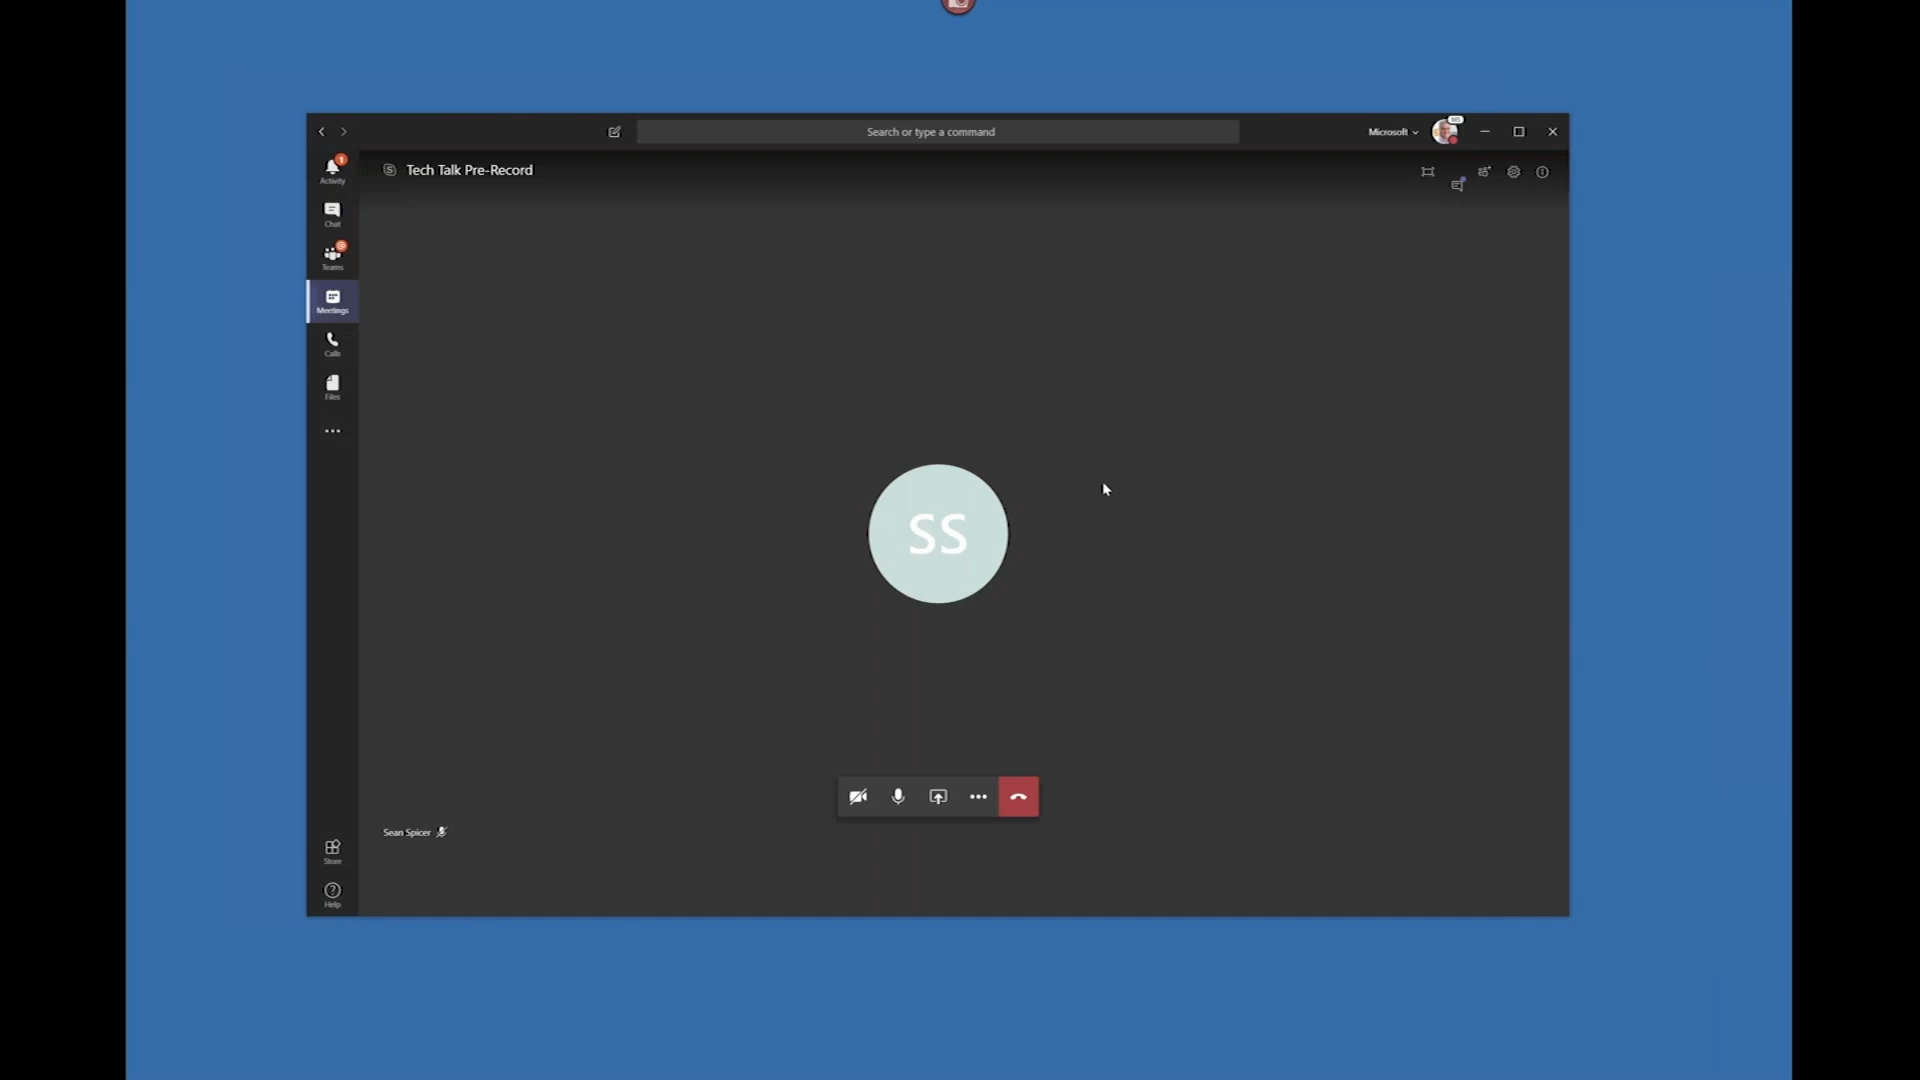 Search or type a command
Microsoft
Tech Talk Pre-Record
1
Activity
Chat
Teams
Meetings
Calls
Files
SS
Sean Spicer
Store
Help